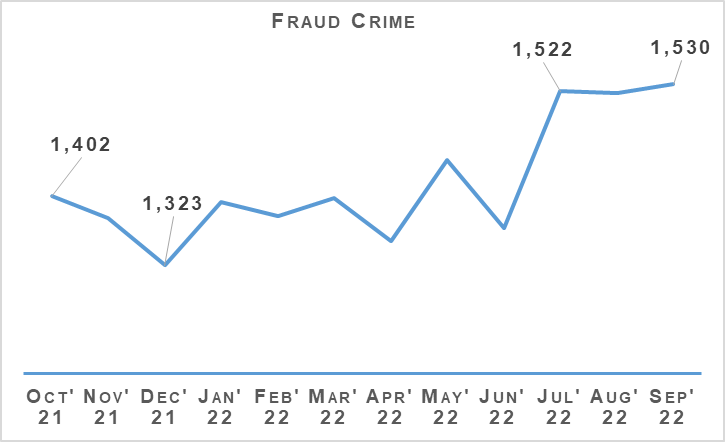 FRAUD CRIME
1,522
1,530
1,402
1,323
OCT' NOV' DEC' JAN' FEB' MAR' APR' MAY' JUN' JUL' AUG' SEP'
21 21 21 22 22 22 22 22 22 22 22 22